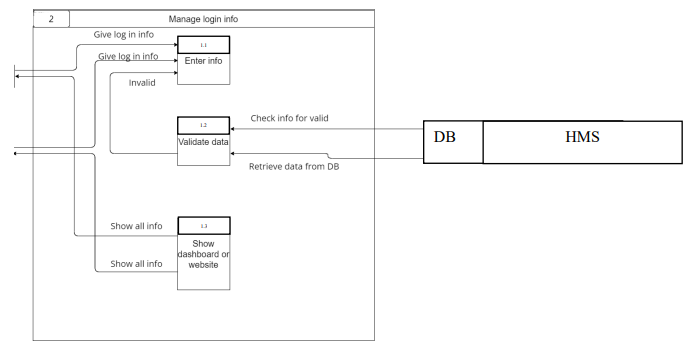 2 Manage login info
Give log in info
1.1
Give log in info
Enter info
Invalid
Check info for valid
1.2
DB HMS
Validate data
Retrieve data from DB
1.3
Show all info
Show
dashboard or
website
Show all info